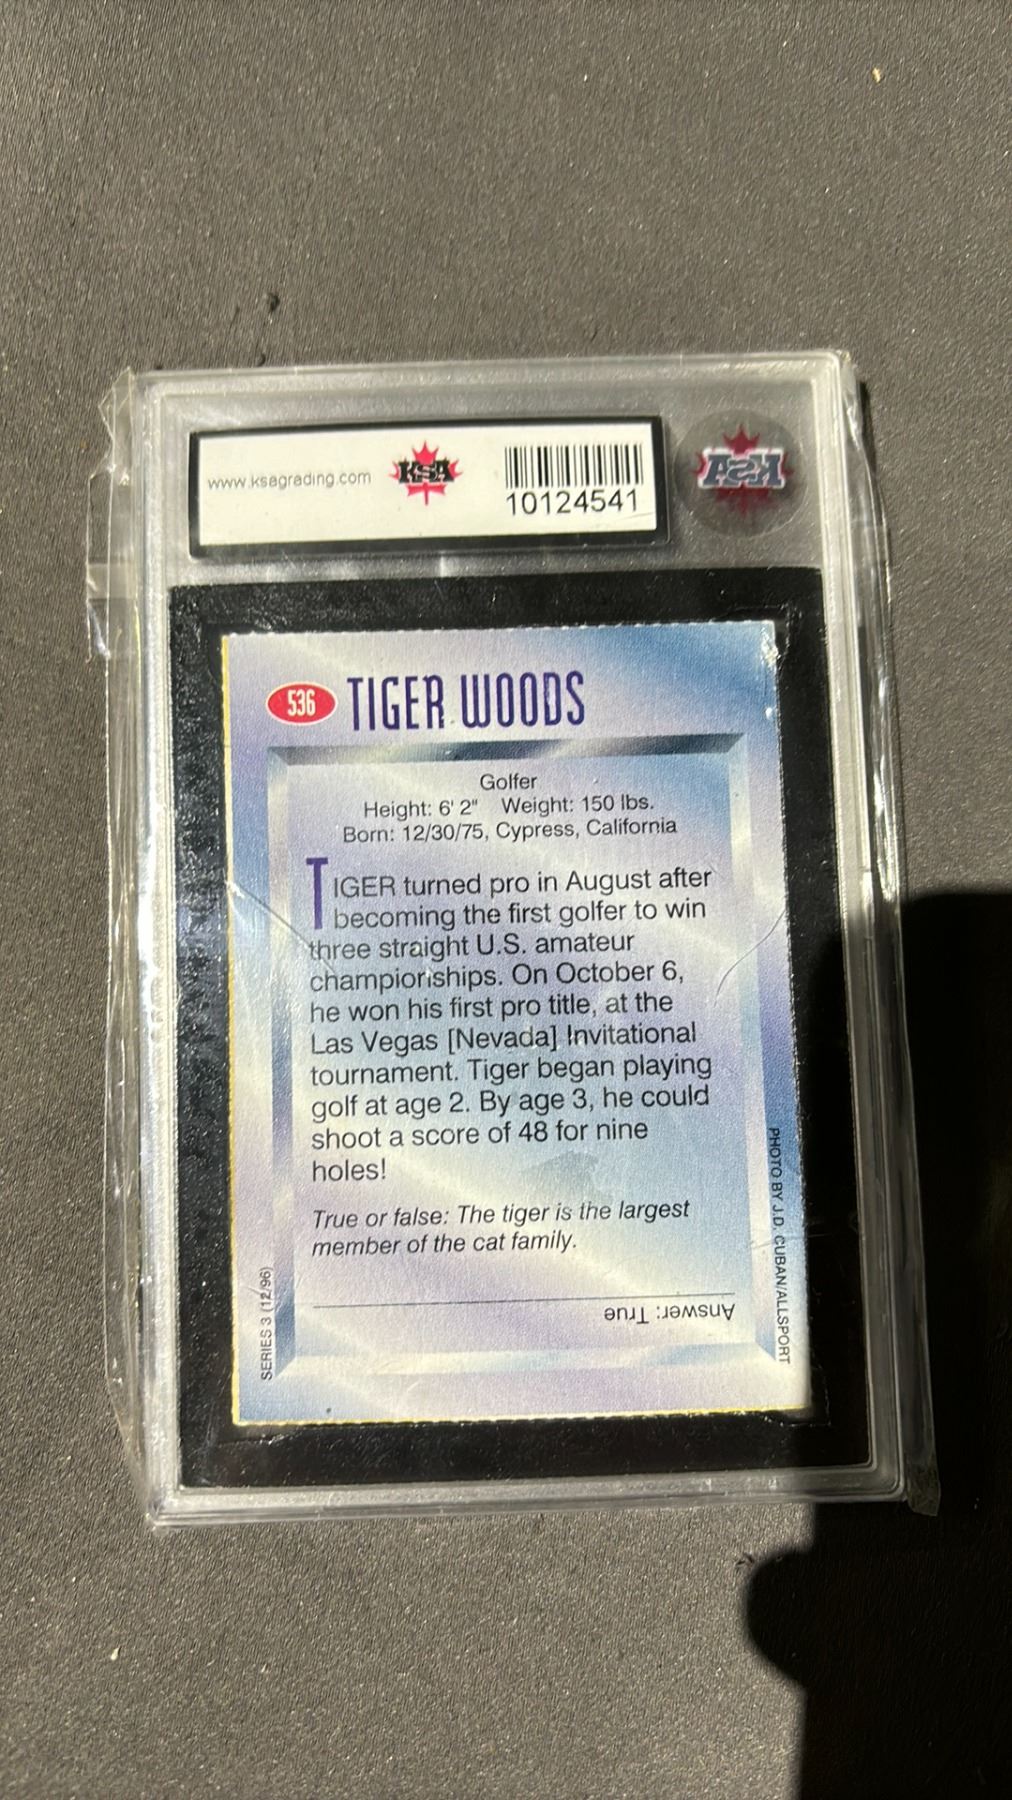 www.ksagrading.com
KSA
10124541
KSA
536
TIGER WOODS
Golfer
Height: 6' 2" Weight: 150 lbs.
Born: 12/30/75, Cypress, California
TIGER turned pro in August after
becoming the first golfer to win
three straight U.S. amateur
championships. On October 6,
he won his first pro title, at the
Las Vegas [Nevada] Invitational
tournament. Tiger began playing
golf at age 2. By age 3, he could
shoot a score of 48 for nine
holes!
True or false: The tiger is the largest
member of the cat family.
Answer: True
SERIES 3 (12/96)
PHOTO BY J.D. CUBAN/ALLSPORT